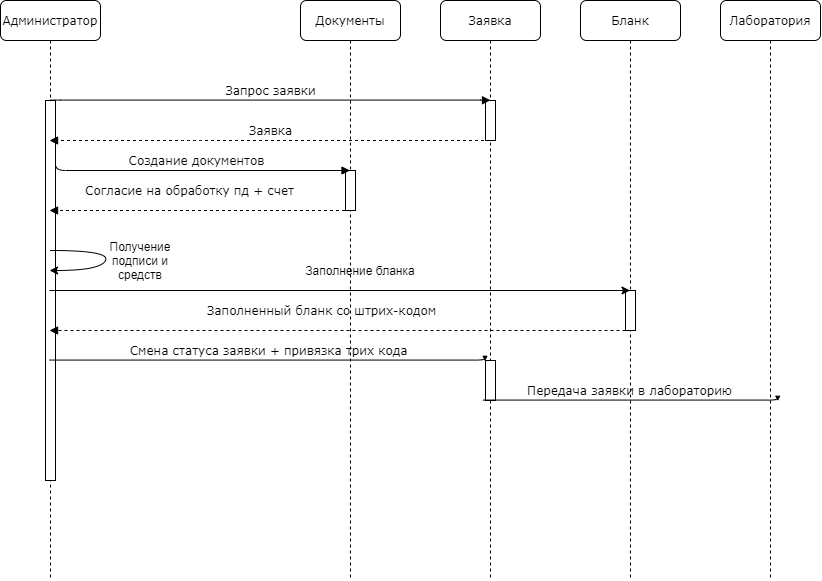 Администратор
Документы
Заявка
Бланк
Лаборатория
Запрос заявки
Заявка
Создание документов
Согласие на обработку пд + счет
Получение
подписи и
средств
Заполнение бланка
Заполненный бланк со штрих-кодом
Смена статуса заявки + привязка трих кода
Передача заявки в лабораторию